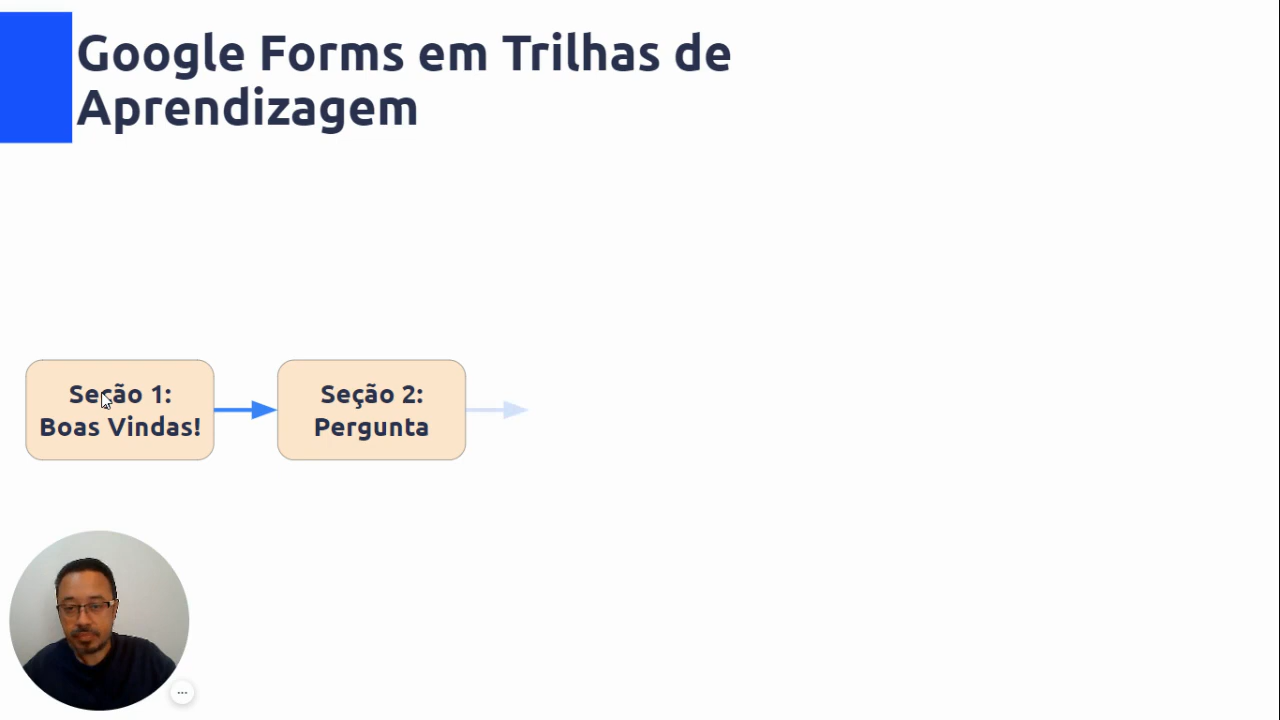 Google Forms em Trilhas de
Aprendizagem
Seção 1:
Boas Vindas!
Seção 2:
Pergunta